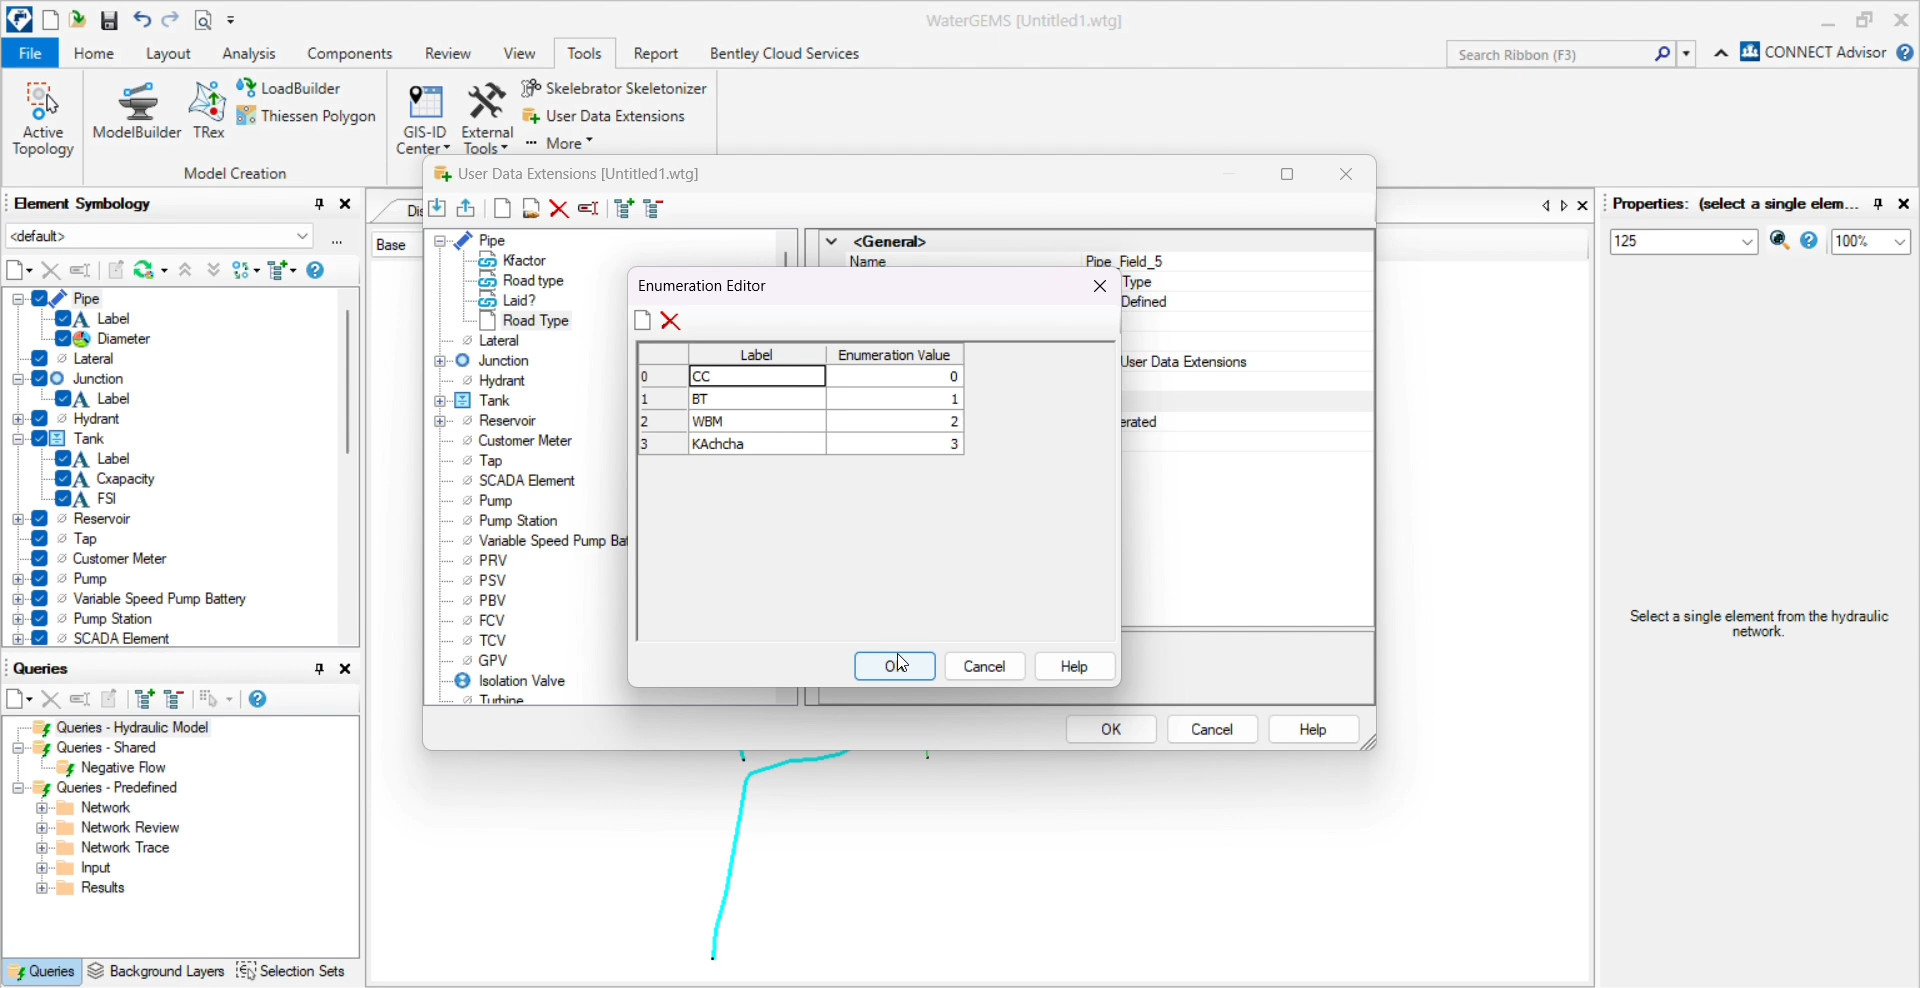 WaterGEMS [Untitled1.wtg]
File Home Layout Analysis Components Review View Tools Report Bentley Cloud Services
Search Ribbon (F3)
CONNECT Advisor
Active Topology
ModelBuilder
TRex
LoadBuilder
Thiessen Polygon
Model Creation
GIS-ID Center
External Tools
Skelebrator Skeletonizer
User Data Extensions
More
Element Symbology
<default>
...
Pipe
Label
Diameter
Lateral
Junction
Label
Hydrant
Tank
Label
Cxapacity
FSI
Reservoir
Tap
Customer Meter
Pump
Variable Speed Pump Battery
Pump Station
SCADA Element
Queries
Queries - Hydraulic Model
Queries - Shared
Negative Flow
Queries - Predefined
Network
Network Review
Network Trace
Input
Results
Queries Background Layers Selection Sets
Base
User Data Extensions [Untitled1.wtg]
Pipe
Kfactor
Road type
Laid?
Road Type
Lateral
Junction
Hydrant
Tank
Reservoir
Customer Meter
Tap
SCADA Element
Pump
Pump Station
Variable Speed Pump Bat
PRV
PSV
PBV
FCV
TCV
GPV
Isolation Valve
Turbine
<General>
Name Pipe_Field_5
Type
Defined
User Data Extensions
erated
OK Cancel Help
Enumeration Editor
Label Enumeration Value
0 CC 0
1 BT 1
2 WBM 2
3 KAchcha 3
OK Cancel Help
Properties: (select a single elem...
125
100%
Select a single element from the hydraulic
network.